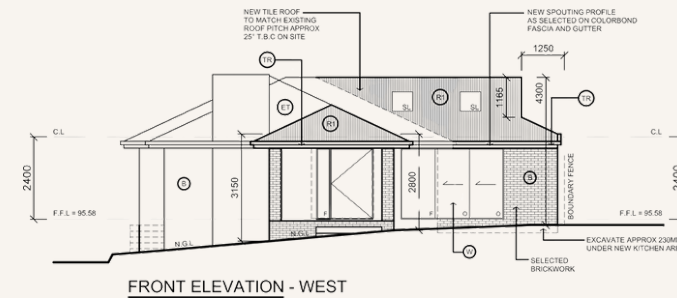 NEW TILE ROOF
TO MATCH EXISTING
ROOF PITCH APPROX
25° T.B.C ON SITE
NEW SPOUTING PROFILE
AS SELECTED ON COLORBOND
FASCIA AND GUTTER
1250
TR
SL
R1
SL
1165
4300
TR
ET
R1
C.L
C.L
2400
3150
2800
2400
B
S
BOUNDARY FENCE
F.F.L = 95.58
F
F
O
O
F.F.L = 95.58
N.G.L
W
EXCAVATE APPROX 230M
UNDER NEW KITCHEN ARE
SELECTED
BRICKWORK
FRONT ELEVATION - WEST